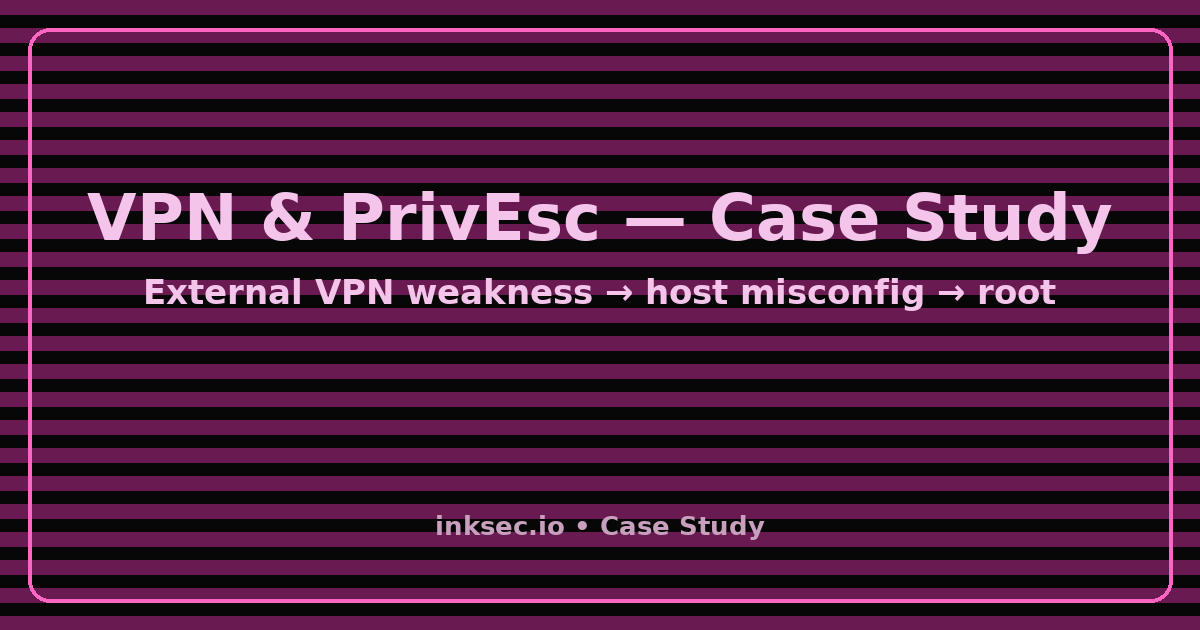 VPN & PrivEsc — Case Study
External VPN weakness → host misconfig → root
inksec.io • Case Study